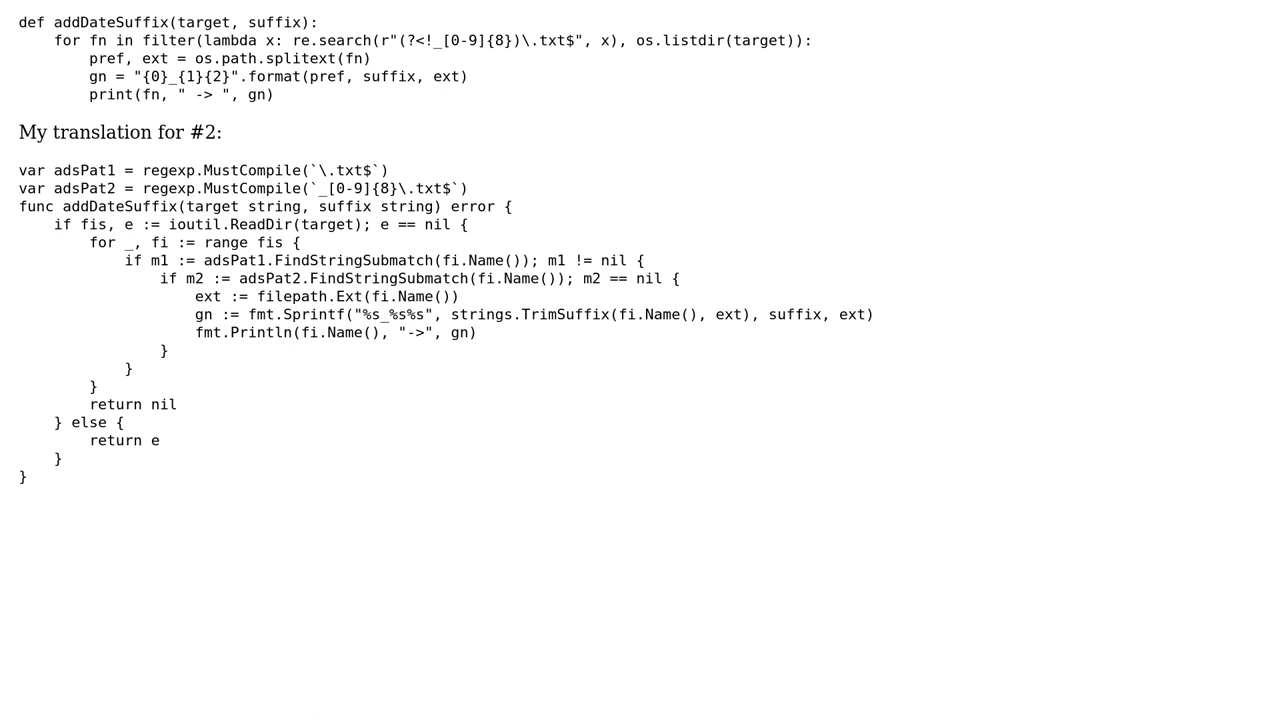 def addDateSuffix(target, suffix):
    for fn in filter(lambda x: re.search(r"(?<!_[0-9]{8})\.txt$", x), os.listdir(target)):
        pref, ext = os.path.splitext(fn)
        gn = "{0}_{1}{2}".format(pref, suffix, ext)
        print(fn, " -> ", gn)
My translation for #2:
var adsPat1 = regexp.MustCompile(`\.txt$`)
var adsPat2 = regexp.MustCompile(`_[0-9]{8}\.txt$`)
func addDateSuffix(target string, suffix string) error {
    if fis, e := ioutil.ReadDir(target); e == nil {
        for _, fi := range fis {
            if m1 := adsPat1.FindStringSubmatch(fi.Name()); m1 != nil {
                if m2 := adsPat2.FindStringSubmatch(fi.Name()); m2 == nil {
                    ext := filepath.Ext(fi.Name())
                    gn := fmt.Sprintf("%s_%s%s", strings.TrimSuffix(fi.Name(), ext), suffix, ext)
                    fmt.Println(fi.Name(), "->", gn)
                }
            }
        }
        return nil
    } else {
        return e
    }
}